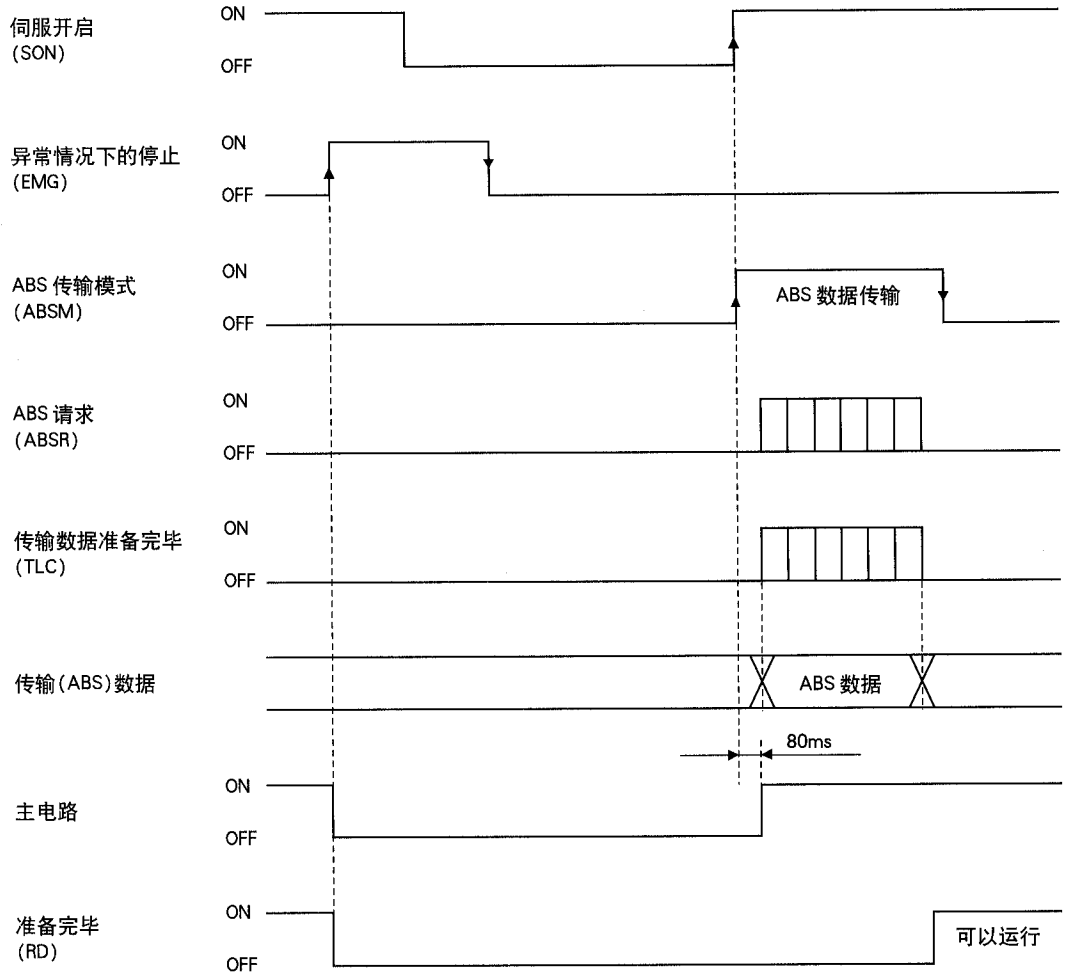 伺服开启
(SON)
ON
OFF
异常情况下的停止
(EMG)
ON
OFF
ABS 传输模式
(ABSM)
ON
OFF
ABS 数据传输
ABS 请求
(ABSR)
ON
OFF
传输数据准备完毕
(TLC)
ON
OFF
传输(ABS)数据
ABS 数据
80ms
主电路
ON
OFF
准备完毕
(RD)
ON
OFF
可以运行